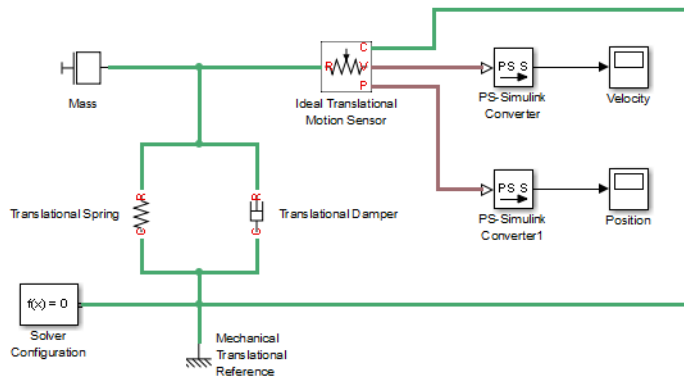 C
R
V
P
PS S
PS-Simulink
Converter
Velocity
Mass
Ideal Translational
Motion Sensor
R
R
Translational Spring
Translational Damper
C
C
PS S
PS-Simulink
Converter1
Position
f(x) = 0
Solver
Configuration
Mechanical
Translational
Reference